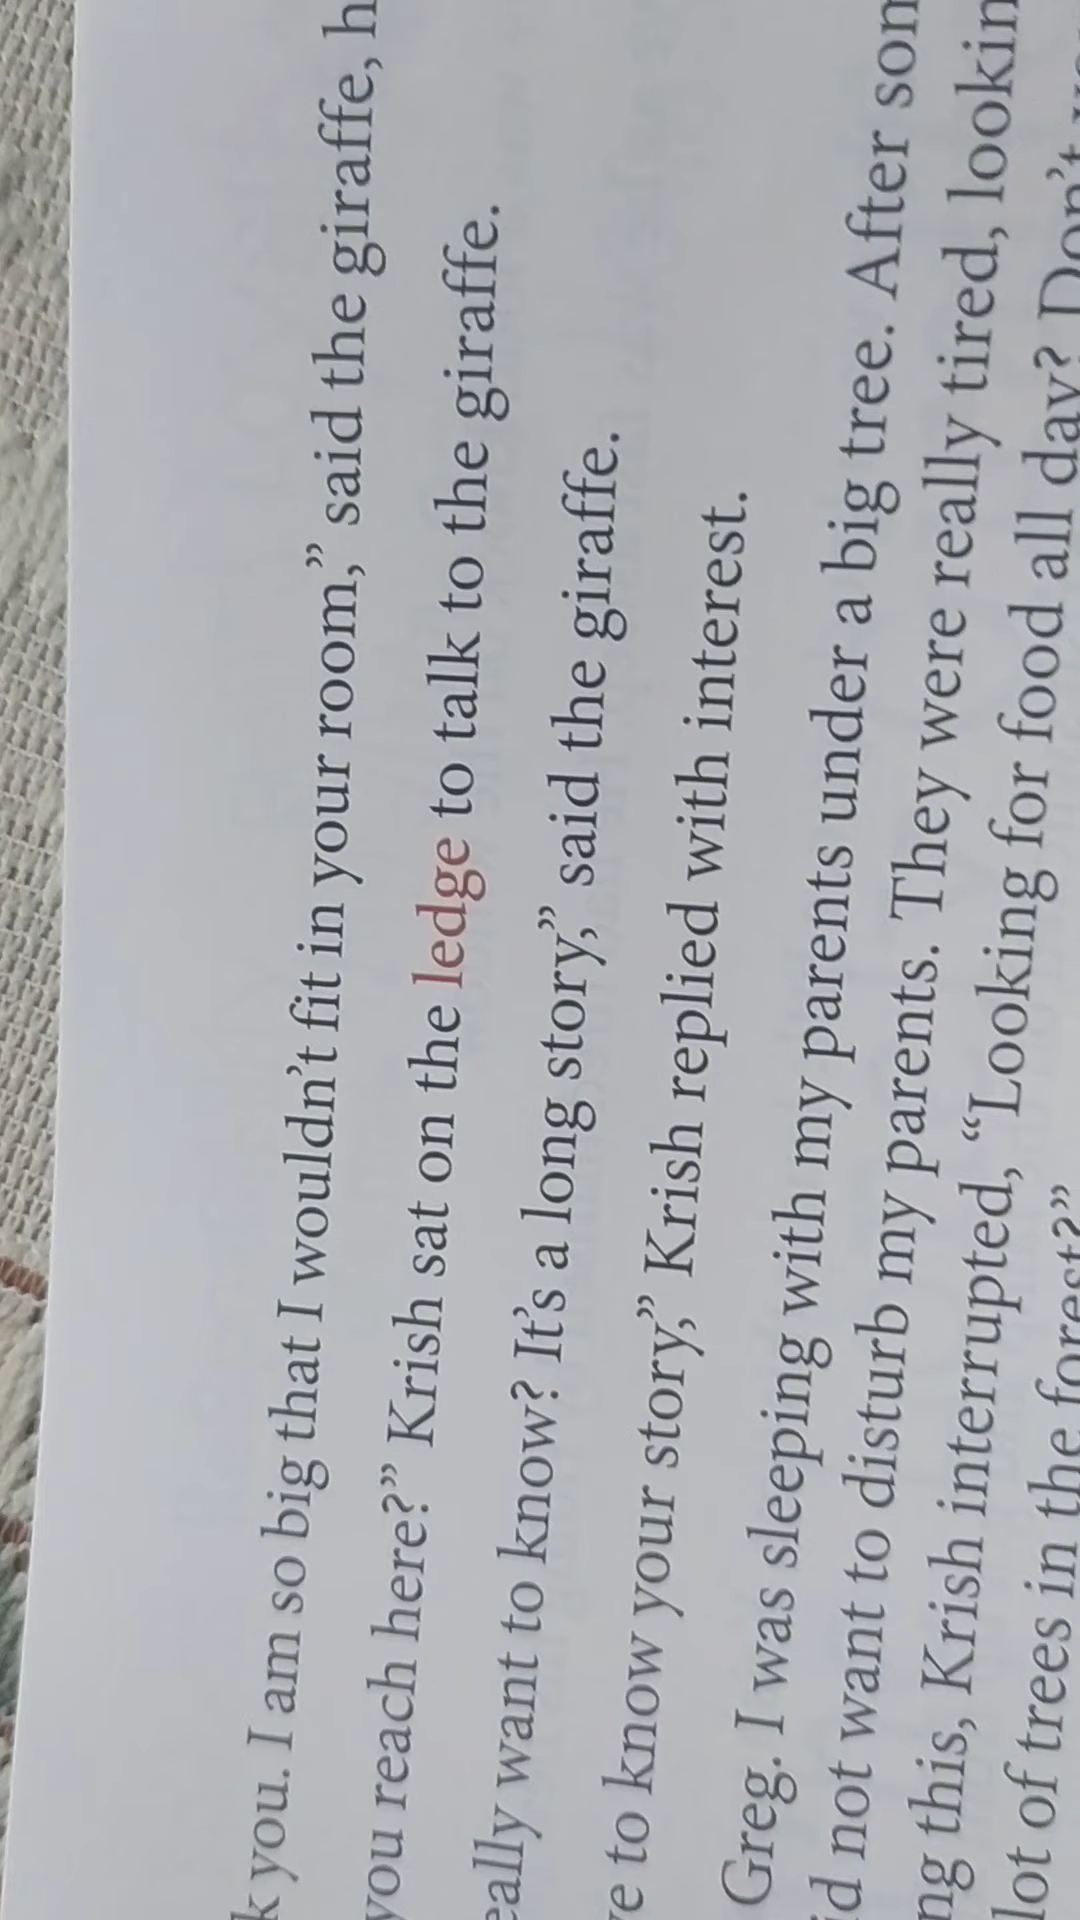 you. I am so big that I wouldn't fit in your room,” said the giraffe,
you reach here?” Krish sat on the ledge to talk to the giraffe.
want to know? It's a long story,” said the giraffe.
to know your story,” Krish replied with interest.
Greg. I was sleeping with my parents under a big tree. After
not want to disturb my parents. They were really tired,
this, Krish interrupted, “Looking for food all day? Don't
lot of trees in the forest?”